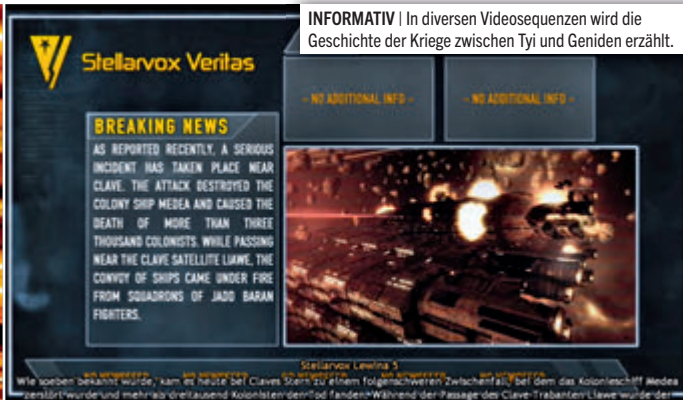 INFORMATIV | In diversen Videosequenzen wird die
Geschichte der Kriege zwischen Tyi und Geniden erzählt.
Stellarvox Veritas
- NO ADDITIONAL INFO -
- NO ADDITIONAL INFO -
BREAKING NEWS
AS REPORTED RECENTLY, A SERIOUS
INCIDENT HAS TAKEN PLACE NEAR
CLAVE. THE ATTACK DESTROYED THE
COLONY SHIP MEDEA AND CAUSED THE
DEATH OF MORE THAN THREE
THOUSAND COLONISTS. WHILE PASSING
NEAR THE CLAVE SATELLITE LIAWE, THE
CONVOY OF SHIPS CAME UNDER FIRE
FROM SQUADRONS OF JADD BARAN
FIGHTERS.
Stellarvox Lewina 5
Wie soeben bekannt wurde, kam es heute bei Claves Stern zu einem folgenschweren Zwischenfall, bei dem das Kolonieschiff Medea
zerstört wurde und mehr als dreitausend Kolonisten den Tod fanden. Während der Passage des Clave-Trabanten Liawe wurde der